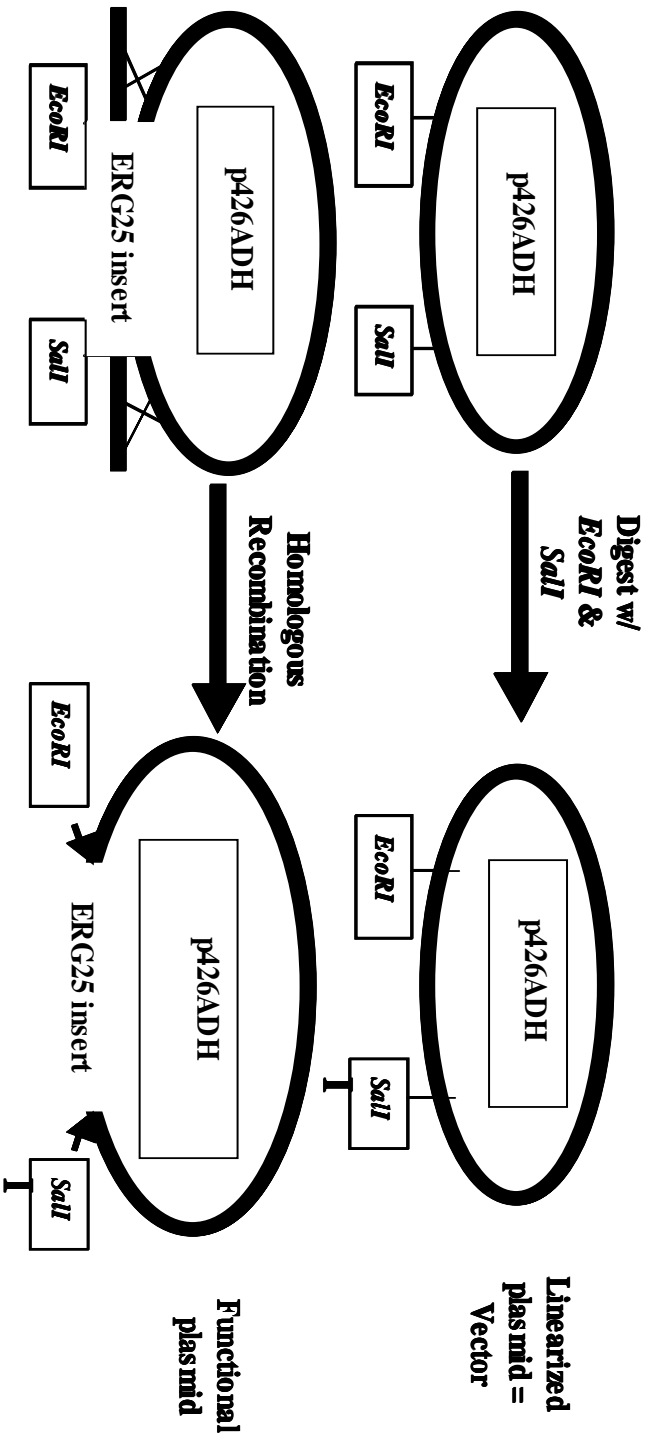 p426ADH
EcoRI
SalI
Digest w/
EcoRI &
SalI
p426ADH
EcoRI
SalI
I
Linearized
plasmid =
Vector
p426ADH
ERG25 insert
EcoRI
SalI
Homologous
Recombination
p426ADH
ERG25 insert
EcoRI
SalI
I
Functional
plasmid